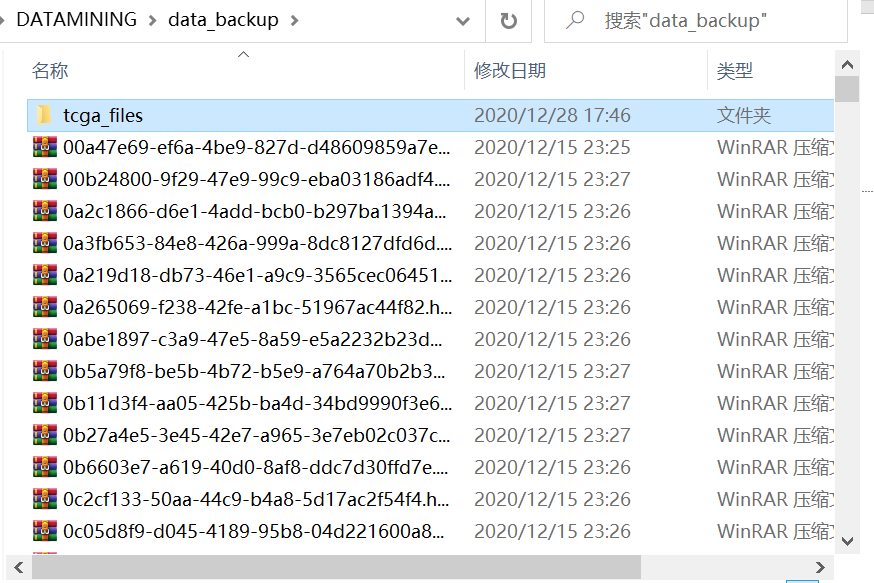 DATAMINING > data_backup >
搜索"data_backup"
名称 修改日期 类型
tcga_files 2020/12/28 17:46 文件夹
00a47e69-ef6a-4be9-827d-d48609859a7e... 2020/12/15 23:25 WinRAR 压缩
00b24800-9f29-47e9-99c9-eba03186adf4.... 2020/12/15 23:27 WinRAR 压缩
0a2c1866-d6e1-4add-bcb0-b297ba1394a... 2020/12/15 23:26 WinRAR 压缩
0a3fb653-84e8-426a-999a-8dc8127dfd6d.... 2020/12/15 23:26 WinRAR 压缩
0a219d18-db73-46e1-a9c9-3565cec06451... 2020/12/15 23:26 WinRAR 压缩
0a265069-f238-42fe-a1bc-51967ac44f82.h... 2020/12/15 23:26 WinRAR 压缩
0abe1897-c3a9-47e5-8a59-e5a2232b23d... 2020/12/15 23:26 WinRAR 压缩
0b5a79f8-be5b-4b72-b5e9-a764a70b2b3... 2020/12/15 23:27 WinRAR 压缩
0b11d3f4-aa05-425b-ba4d-34bd9990f3e6... 2020/12/15 23:27 WinRAR 压缩
0b27a4e5-3e45-42e7-a965-3e7eb02c037c... 2020/12/15 23:27 WinRAR 压缩
0b6603e7-a619-40d0-8af8-ddc7d30ffd7e.... 2020/12/15 23:26 WinRAR 压缩
0c2cf133-50aa-44c9-b4a8-5d17ac2f54f4.h... 2020/12/15 23:26 WinRAR 压缩
0c05d8f9-d045-4189-95b8-04d221600a8... 2020/12/15 23:26 WinRAR 压缩